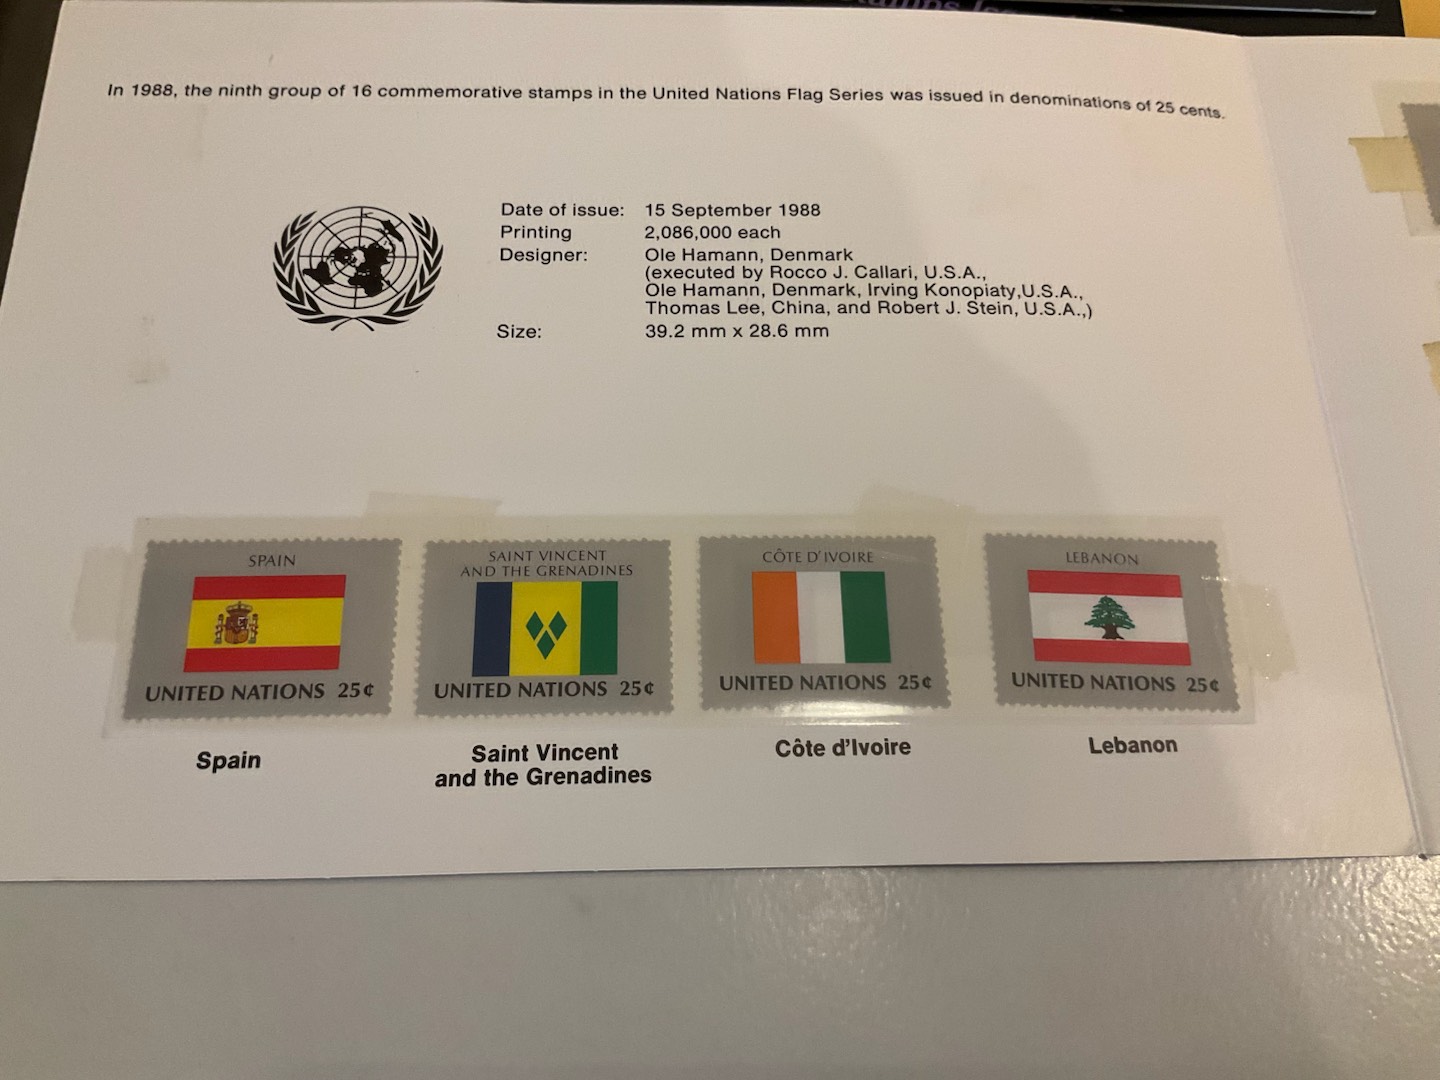 In 1988, the ninth group of 16 commemorative stamps in the United Nations Flag Series was issued in denominations of 25 cents.
Date of issue: 15 September 1988
Printing 2,086,000 each
Designer: Ole Hamann, Denmark
(executed by Rocco J. Callari, U.S.A.,
Ole Hamann, Denmark, Irving Konopiaty,U.S.A.,
Thomas Lee, China, and Robert J. Stein, U.S.A.,)
Size: 39.2 mm x 28.6 mm
SPAIN
UNITED NATIONS 25¢
SAINT VINCENT
AND THE GRENADINES
UNITED NATIONS 25¢
CÔTE D'IVOIRE
UNITED NATIONS 25¢
LEBANON
UNITED NATIONS 25¢
Spain
Saint Vincent
and the Grenadines
Côte d'Ivoire
Lebanon